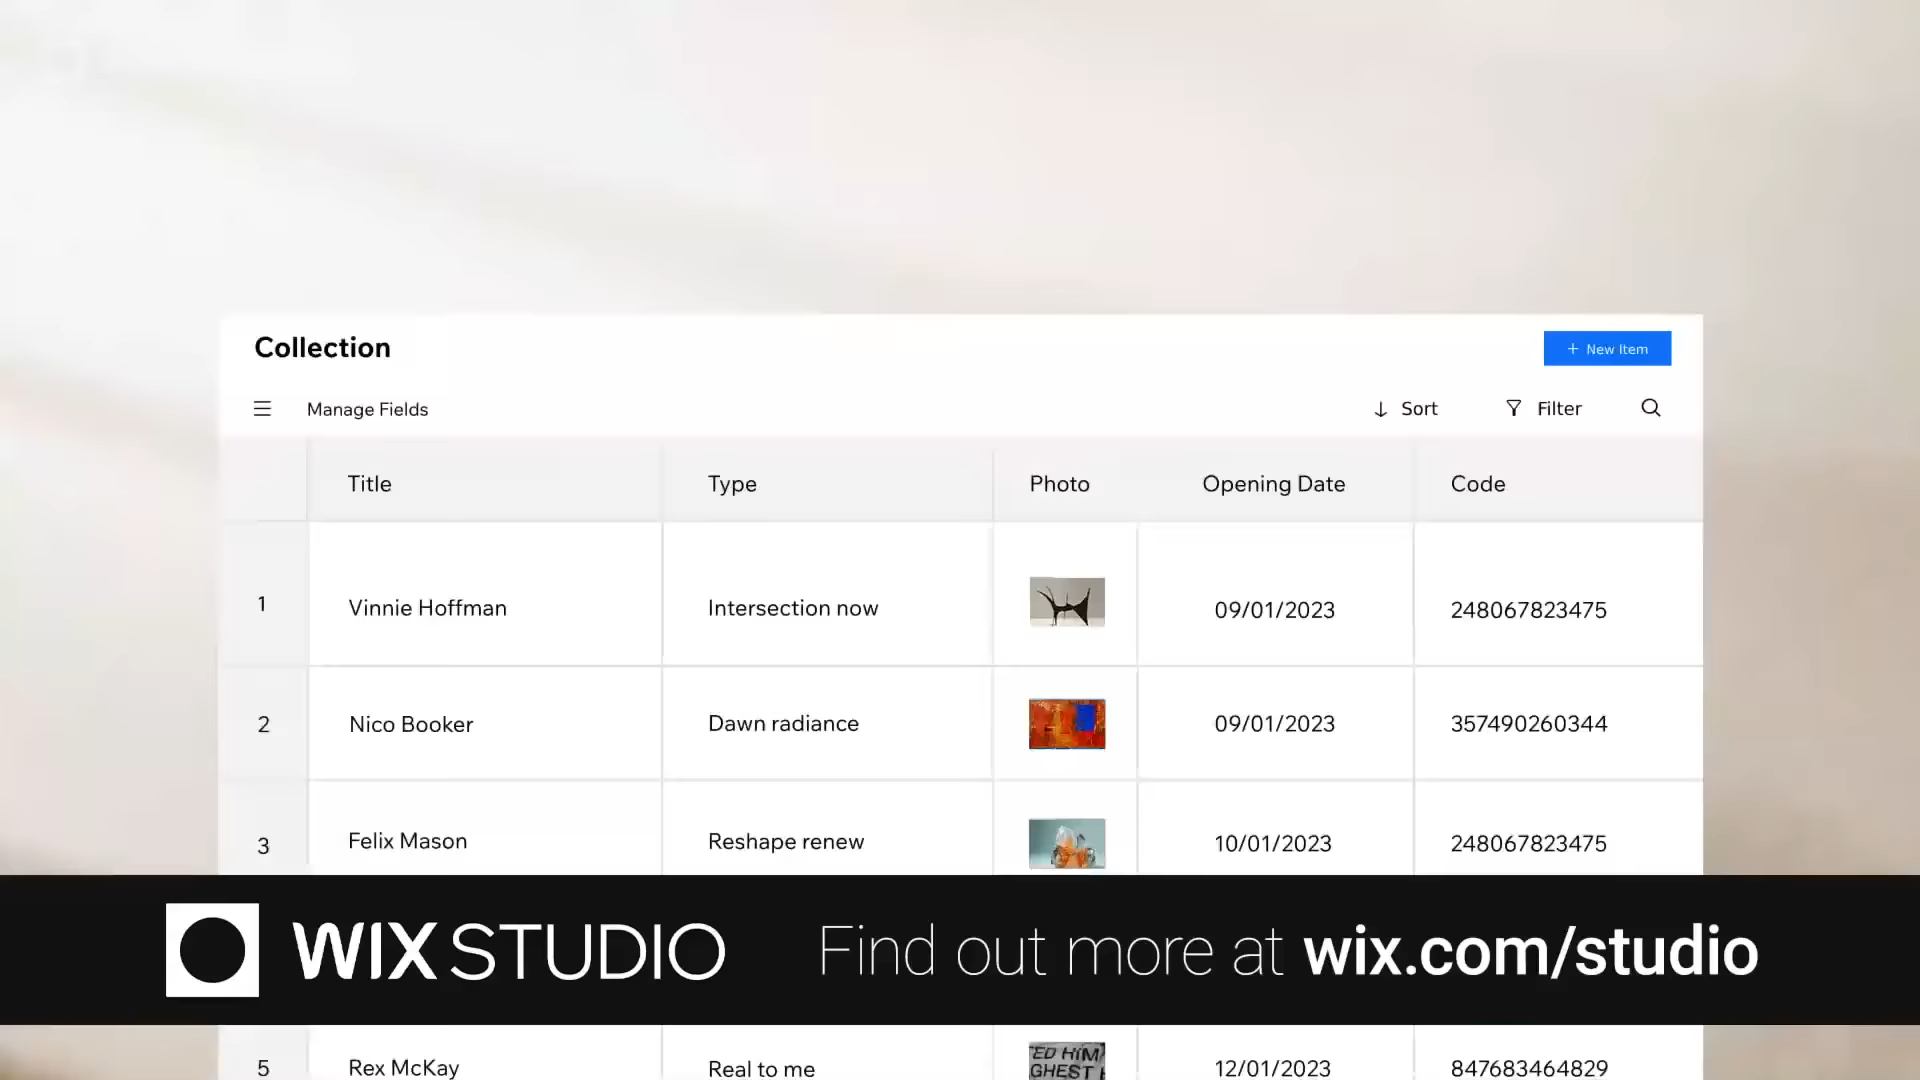 Collection
+ New Item
Manage Fields
Sort
Filter
Title Type Photo Opening Date Code
1 Vinnie Hoffman Intersection now 09/01/2023 248067823475
2 Nico Booker Dawn radiance 09/01/2023 357490260344
3 Felix Mason Reshape renew 10/01/2023 248067823475
WIX STUDIO Find out more at wix.com/studio
5 Rex McKay Real to me 12/01/2023 847683464829
TED HIM
GHEST